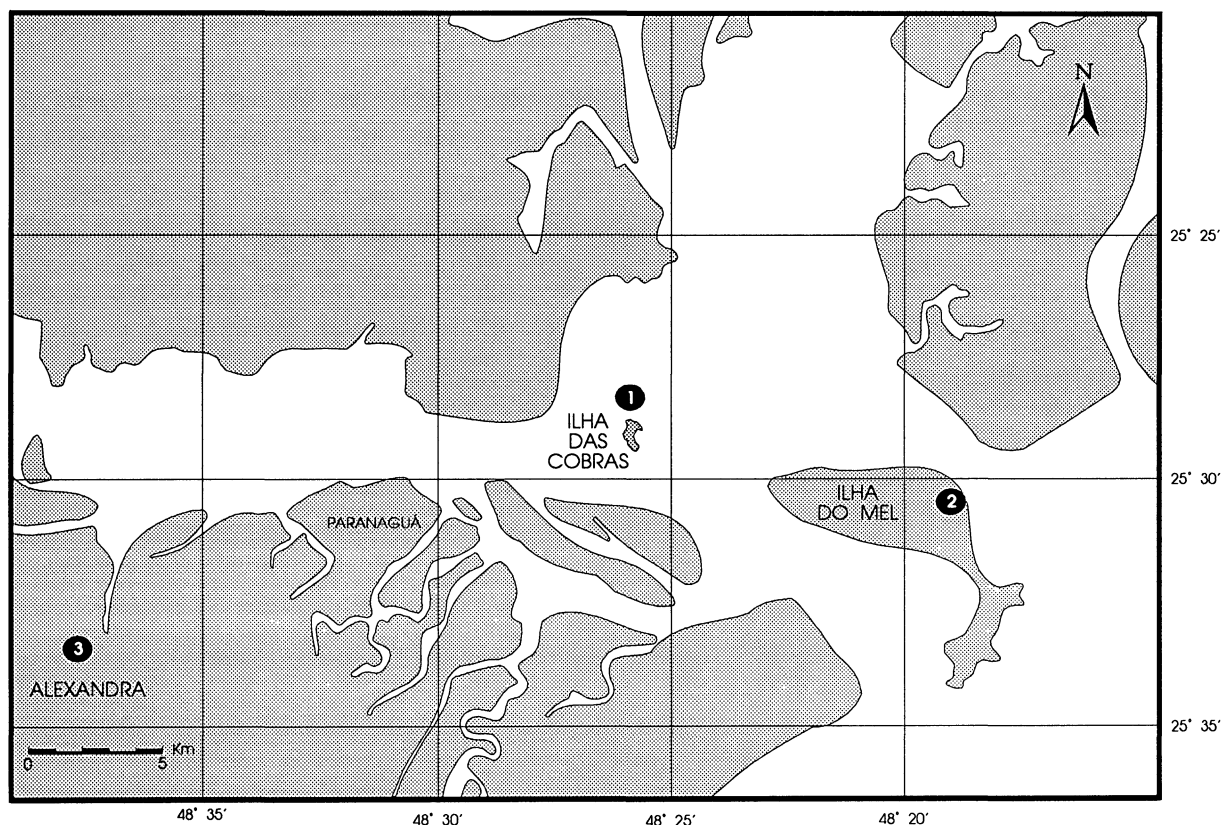 N
25° 25'
1
ILHA
DAS
COBRAS
25° 30'
ILHA
DO MEL
2
PARANAGUÁ
3
ALEXANDRA
25° 35'
Km
0 5
48° 35' 48° 30' 48° 25' 48° 20'